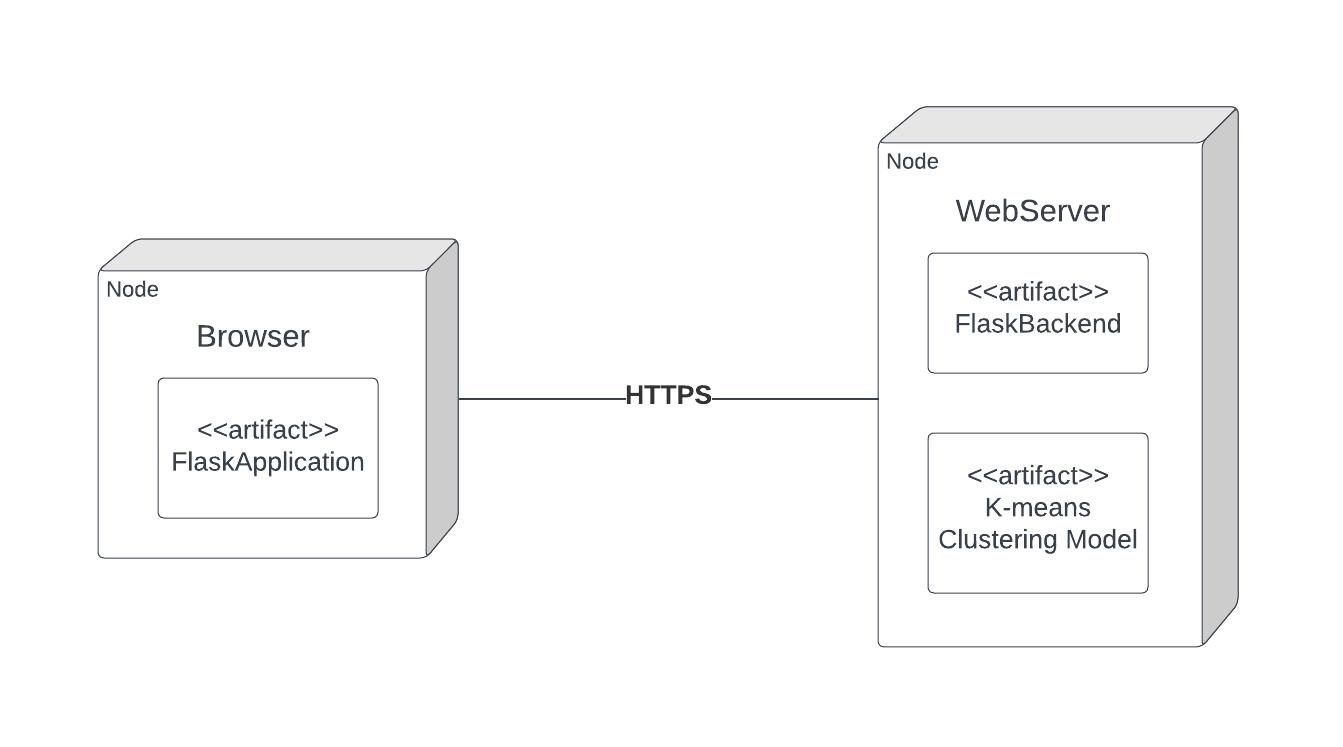 Node
Browser
<<artifact>>
FlaskApplication
HTTPS
Node
WebServer
<<artifact>>
FlaskBackend
<<artifact>>
K-means
Clustering Model